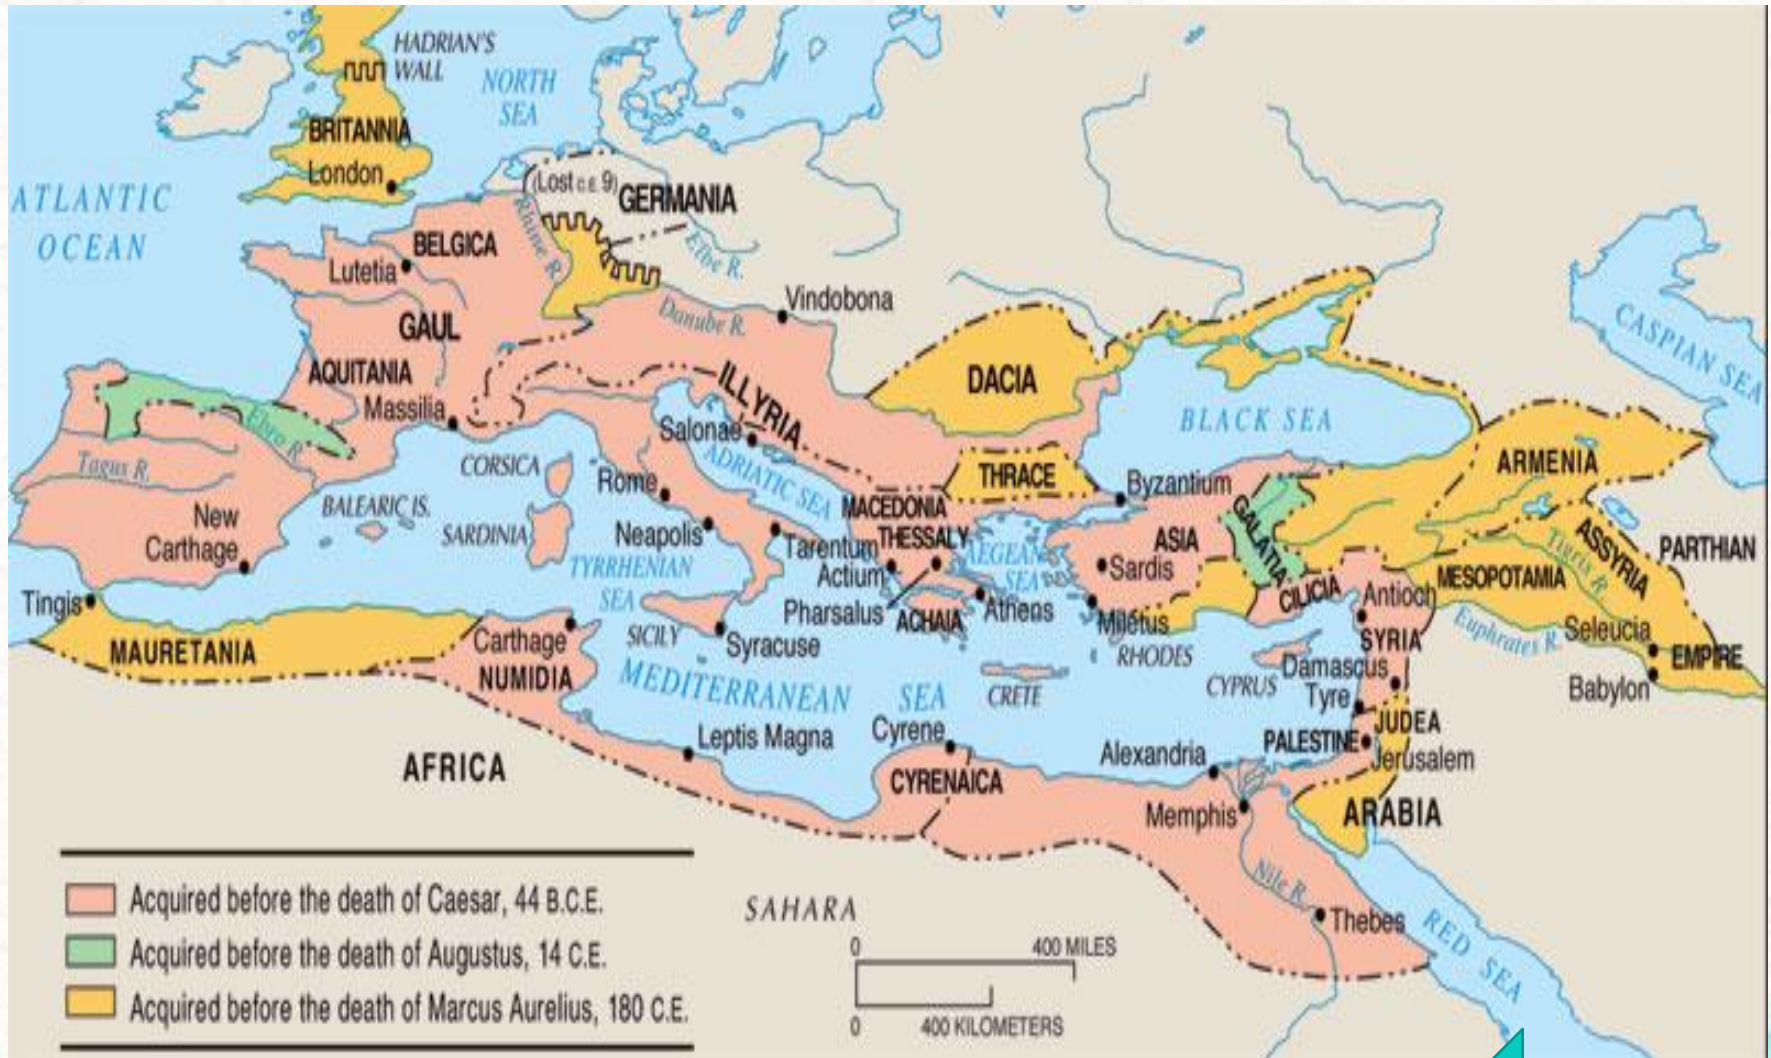 HADRIAN'S
WALL
NORTH
SEA
BRITANNIA
London
ATLANTIC
OCEAN
(Lost C.E. 9)
GERMANIA
Rhine R.
Elbe R.
BELGICA
Lutetia
GAUL
Vindobona
Danube R.
CASPIAN SEA
AQUITANIA
ILLYRIA
DACIA
Massilia
BLACK SEA
Ebro R.
Salonae
ARMENIA
Tagus R.
CORSICA
ADRIATIC SEA
THRACE
Rome
Byzantium
BALEARIC IS.
MACEDONIA
New
Carthage
SARDINIA
Neapolis
Tarentum
THESSALY
ASIA
GALATIA
ASSYRIA
PARTHIAN
AEGEAN
SEA
TYRRHENIAN
SEA
Actium
Sardis
Tigris R.
MESOPOTAMIA
CILICIA
Antioch
Tingis
Pharsalus
ACHAIA
Athens
Miletus
Euphrates R.
Seleucia
MAURETANIA
Carthage
SICILY
Syracuse
RHODES
SYRIA
EMPIRE
NUMIDIA
MEDITERRANEAN
SEA
CRETE
CYPRUS
Damascus
Tyre
Babylon
Leptis Magna
Cyrene
JUDEA
PALESTINE
Jerusalem
Alexandria
AFRICA
CYRENAICA
Memphis
ARABIA
Nile R.
Thebes
RED SEA
SAHARA
Acquired before the death of Caesar, 44 B.C.E.
Acquired before the death of Augustus, 14 C.E.
Acquired before the death of Marcus Aurelius, 180 C.E.
0 400 MILES
0 400 KILOMETERS